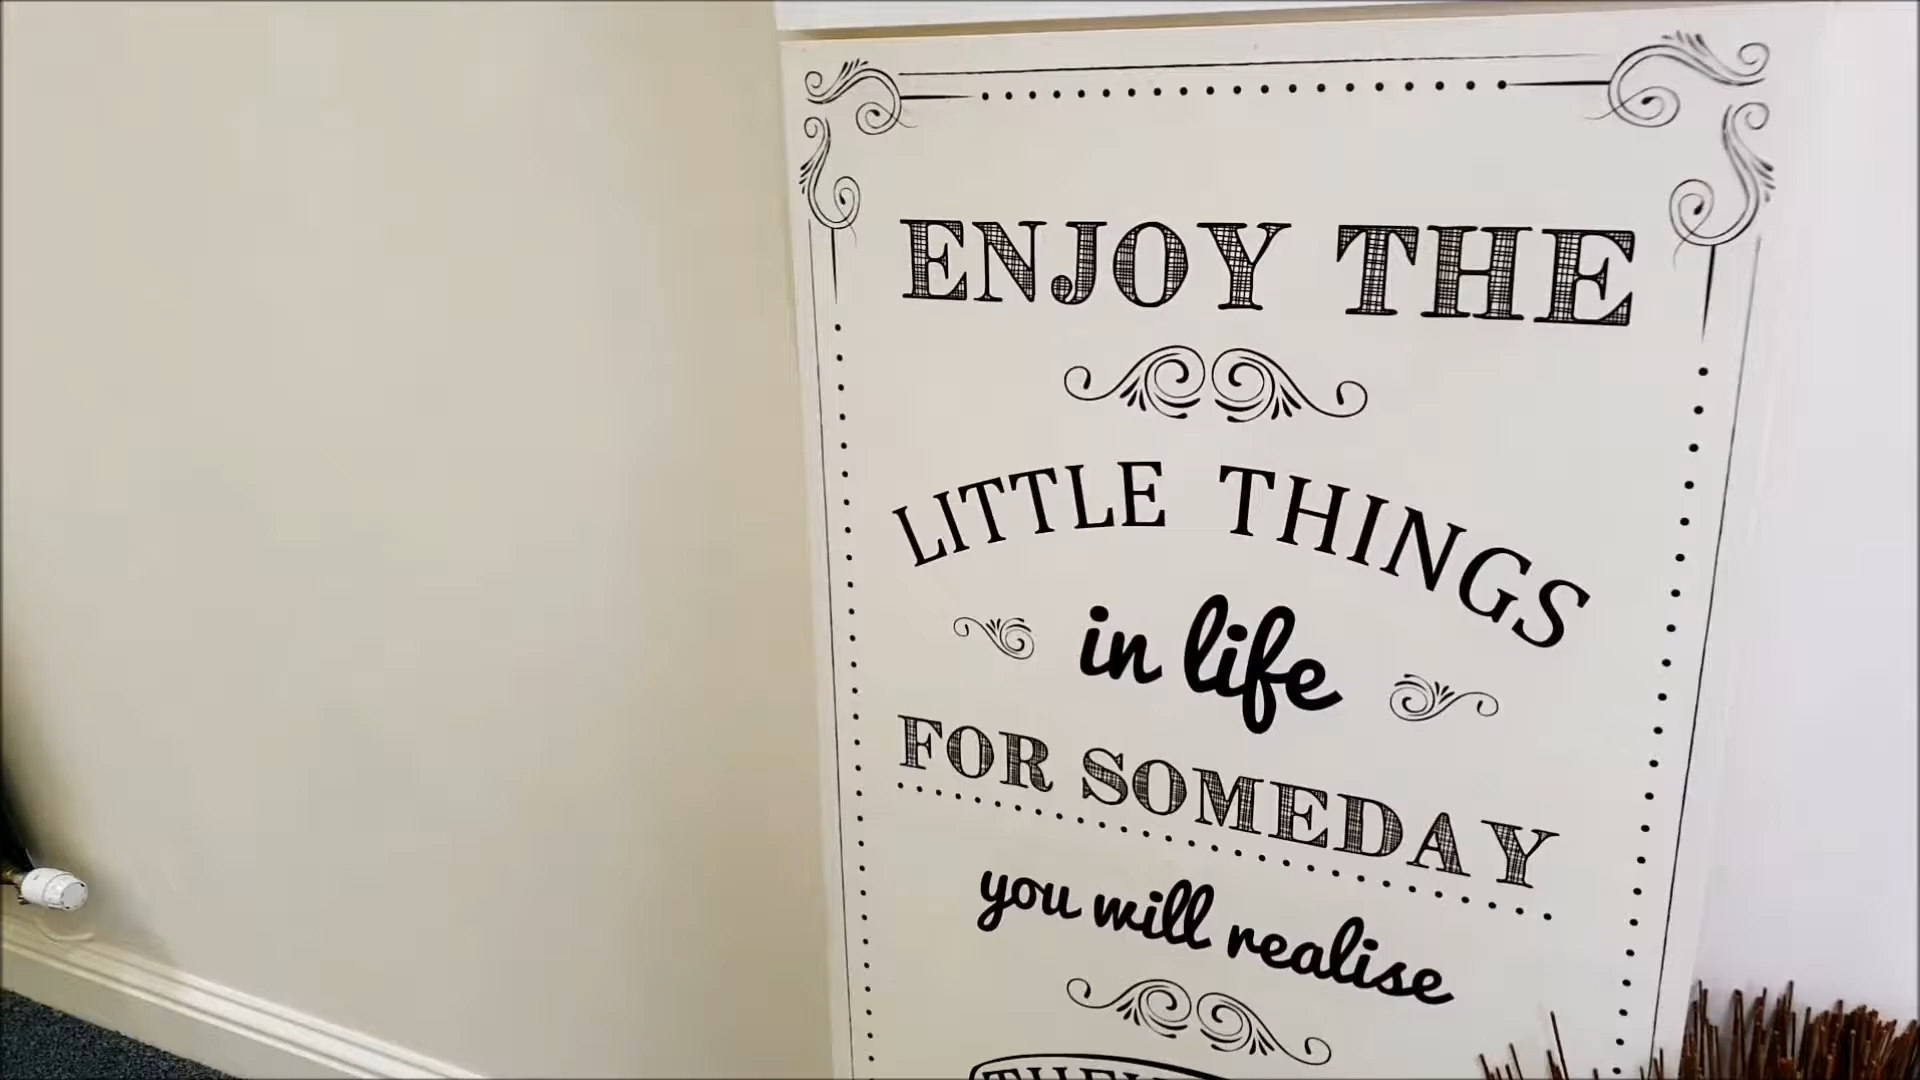 ENJOY THE
LITTLE THINGS
in life
FOR SOMEDAY
you will realise